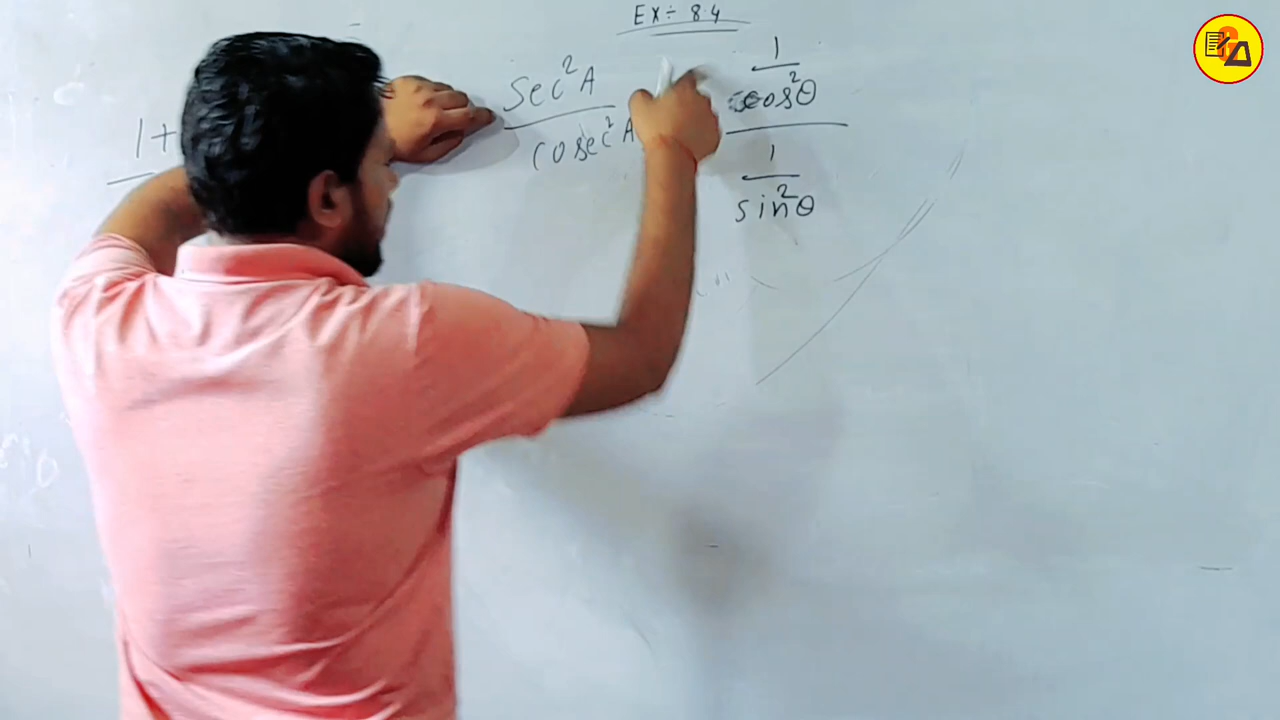 Ex÷ 8.4
1+
sec²A
cosec²A
1
cos²θ
1
sin²θ